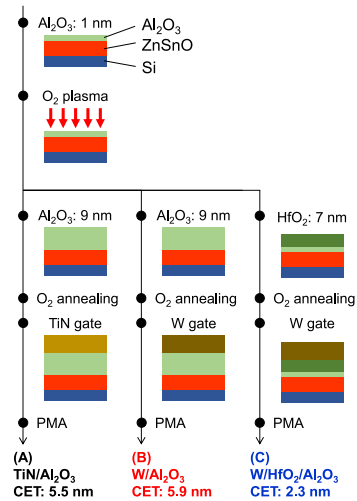 Al₂O₃: 1 nm
Al₂O₃
ZnSnO
Si
O₂ plasma
Al₂O₃: 9 nm
Al₂O₃: 9 nm
HfO₂: 7 nm
O₂ annealing
O₂ annealing
O₂ annealing
TiN gate
W gate
W gate
PMA
PMA
PMA
(A)
TiN/Al₂O₃
CET: 5.5 nm
(B)
W/Al₂O₃
CET: 5.9 nm
(C)
W/HfO₂/Al₂O₃
CET: 2.3 nm